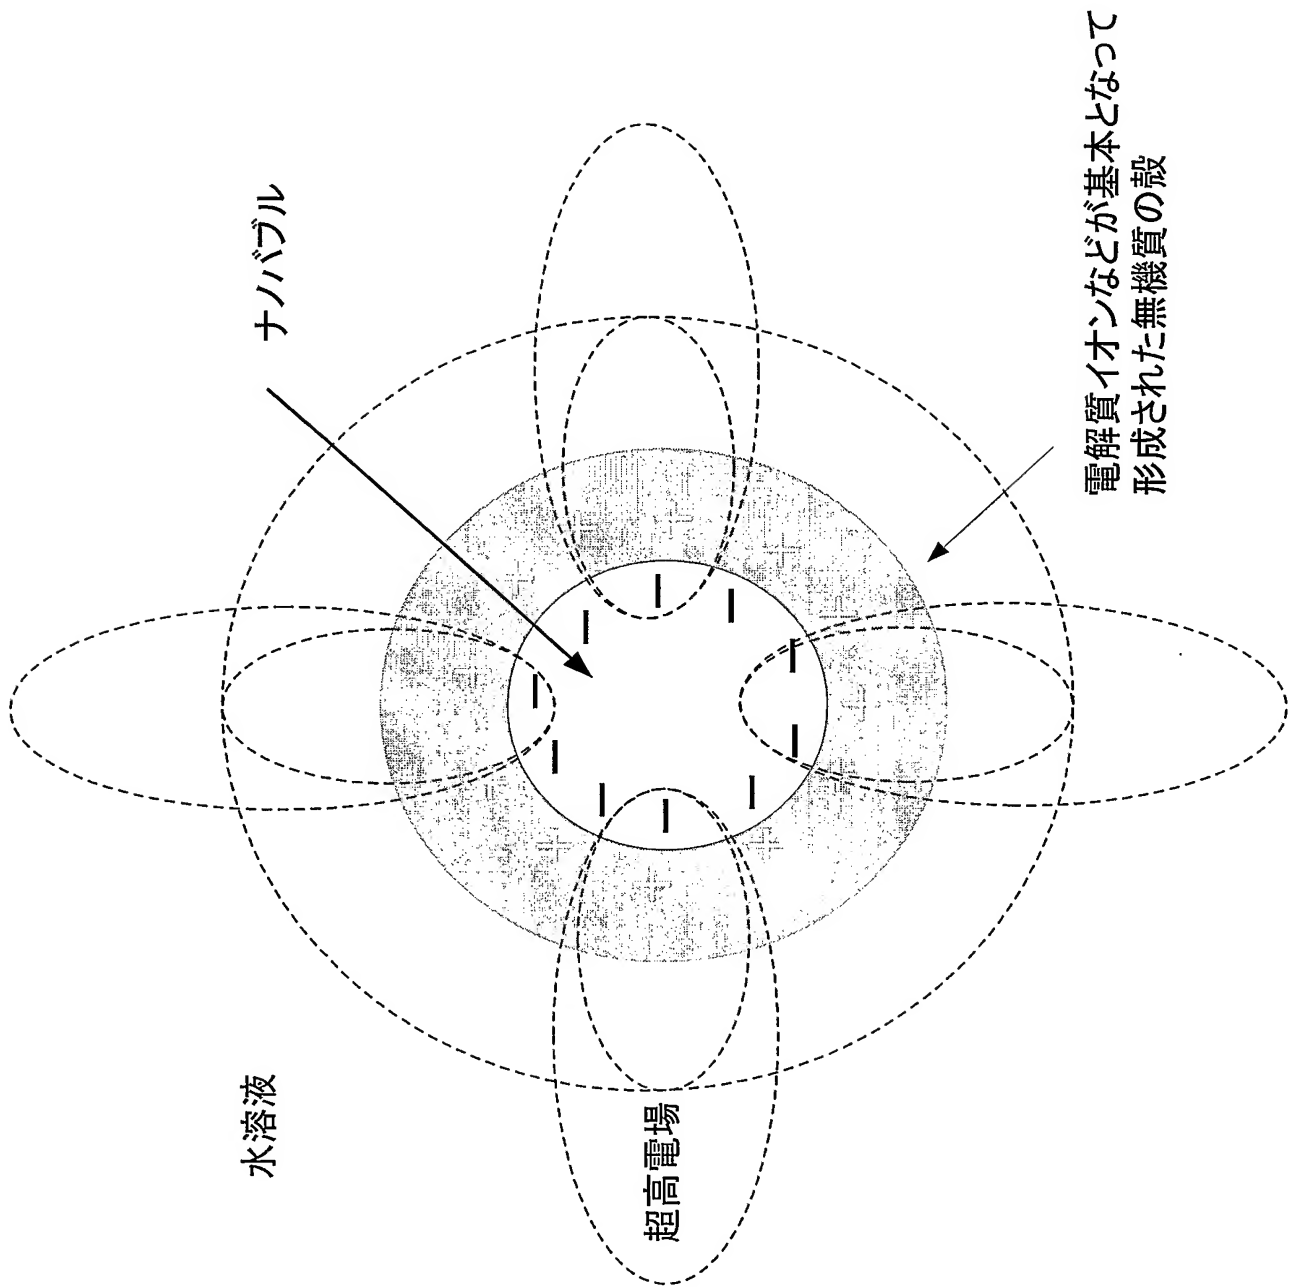 水溶液
ナノバブル
超高電場
電解質イオンなどが基本となって
形成された無機質の殻